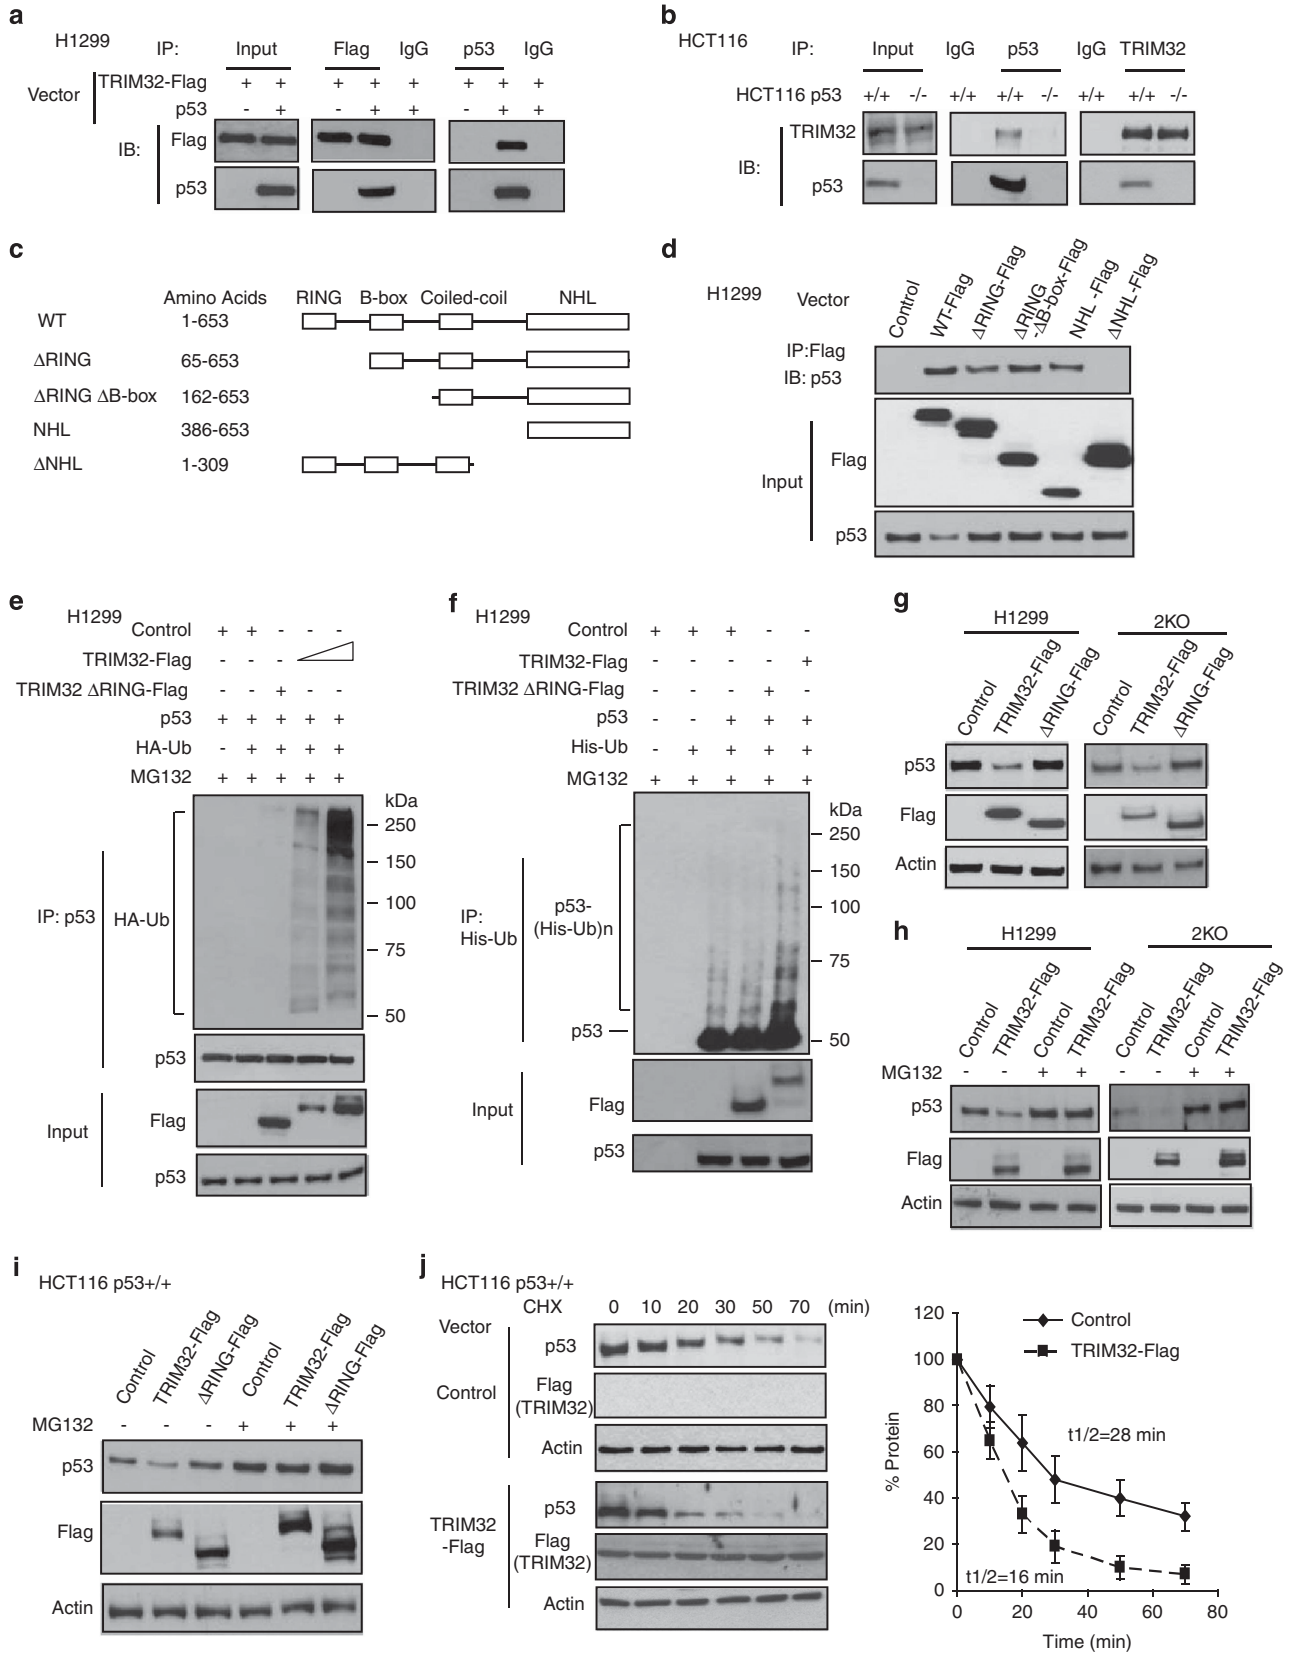 a
H1299 IP: Input Flag IgG p53 IgG
Vector TRIM32-Flag + + + + + + + +
p53 - + - + + - + +
IB: Flag
p53
b
HCT116 IP: Input IgG p53 IgG TRIM32
HCT116 p53 +/+ -/- +/+ +/+ -/- +/+ +/+ -/-
IB: TRIM32
p53
c
Amino Acids RING B-box Coiled-coil NHL
WT 1-653
ΔRING 65-653
ΔRING ΔB-box 162-653
NHL 386-653
ΔNHL 1-309
d
H1299 Vector Control WT-Flag ΔRING-Flag ΔRING -ΔB-box-Flag NHL -Flag ΔNHL-Flag
IP:Flag
IB: p53
Input Flag
p53
e
H1299
Control + + - - -
TRIM32-Flag - - -
TRIM32 ΔRING-Flag - - + - -
p53 + + + + +
HA-Ub - + + + +
MG132 + + + + +
kDa
250
150
100
75
50
IP: p53 HA-Ub
p53
Input Flag
p53
f
H1299
Control + + + - -
TRIM32-Flag - - - - +
TRIM32 ΔRING-Flag - - - + -
p53 - - + + +
His-Ub - + + + +
MG132 + + + + +
kDa
250
150
100
75
50
IP:
His-Ub
p53-
(His-Ub)n
p53
Input Flag
p53
g
H1299 2KO
Control TRIM32-Flag ΔRING-Flag Control TRIM32-Flag ΔRING-Flag
p53
Flag
Actin
h
H1299 2KO
Control TRIM32-Flag Control TRIM32-Flag Control TRIM32-Flag Control TRIM32-Flag
MG132 - - + + - - + +
p53
Flag
Actin
i
HCT116 p53+/+
Control TRIM32-Flag ΔRING-Flag Control TRIM32-Flag ΔRING-Flag
MG132 - - - + + +
p53
Flag
Actin
j
HCT116 p53+/+
CHX 0 10 20 30 50 70 (min)
Vector
Control
p53
Flag
(TRIM32)
Actin
TRIM32
-Flag
p53
Flag
(TRIM32)
Actin
Control
TRIM32-Flag
% Protein
120
100
80
60
40
20
0
t1/2=28 min
t1/2=16 min
0 20 40 60 80
Time (min)